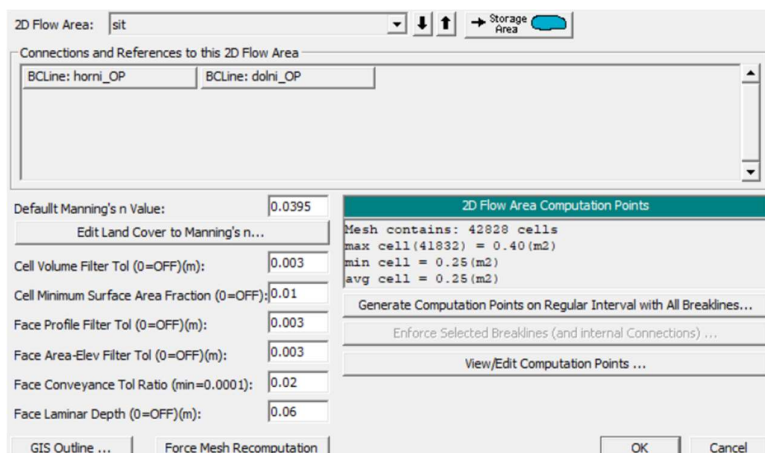 2D Flow Area: sit Storage Area
Connections and References to this 2D Flow Area
BCLine: horni_OP BCLine: dolni_OP
Defaullt Manning's n Value: 0.0395
Edit Land Cover to Manning's n...
Cell Volume Filter Tol (0=OFF)(m): 0.003
Cell Minimum Surface Area Fraction (0=OFF): 0.01
Face Profile Filter Tol (0=OFF)(m): 0.003
Face Area-Elev Filter Tol (0=OFF)(m): 0.003
Face Conveyance Tol Ratio (min=0.0001): 0.02
Face Laminar Depth (0=OFF)(m): 0.06
2D Flow Area Computation Points
Mesh contains: 42828 cells
max cell(41832) = 0.40(m2)
min cell = 0.25(m2)
avg cell = 0.25(m2)
Generate Computation Points on Regular Interval with All Breaklines...
Enforce Selected Breaklines (and internal Connections) ...
View/Edit Computation Points ...
GIS Outline ... Force Mesh Recomputation OK Cancel